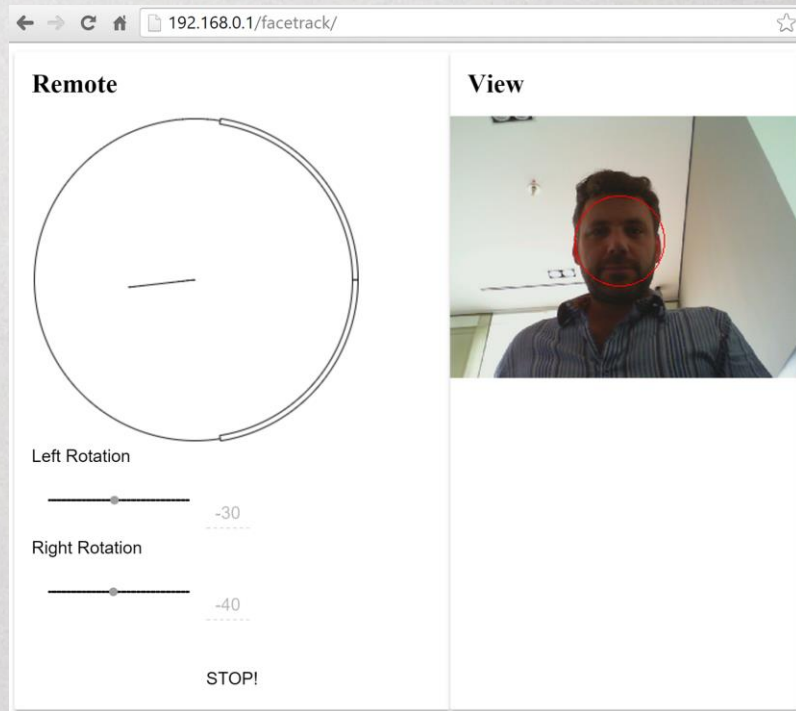 192.168.0.1/facetrack/
Remote
View
Left Rotation
-30
Right Rotation
-40
STOP!